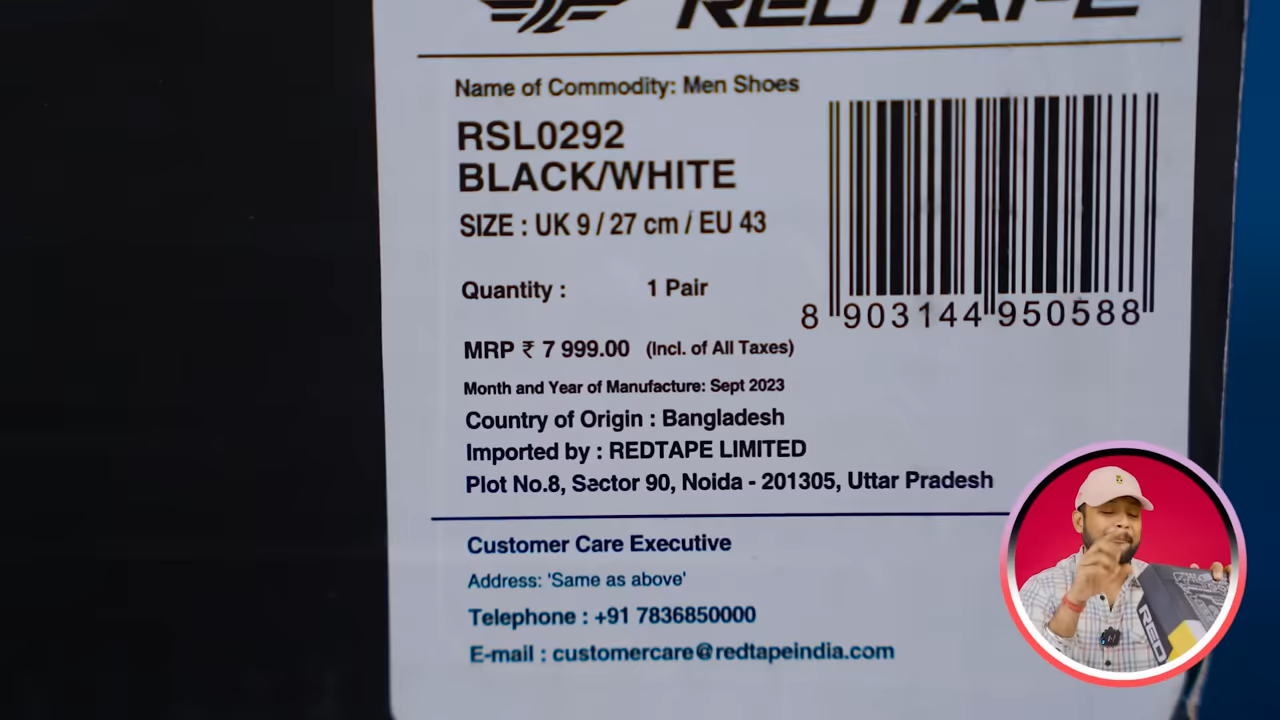 REDTAPE
Name of Commodity: Men Shoes
RSL0292
BLACK/WHITE
SIZE : UK 9 / 27 cm / EU 43
Quantity : 1 Pair
8 903144 950588
MRP ₹ 7 999.00 (Incl. of All Taxes)
Month and Year of Manufacture: Sept 2023
Country of Origin : Bangladesh
Imported by : REDTAPE LIMITED
Plot No.8, Sector 90, Noida - 201305, Uttar Pradesh
Customer Care Executive
Address: 'Same as above'
Telephone : +91 7836850000
E-mail : customercare@redtapeindia.com
RED